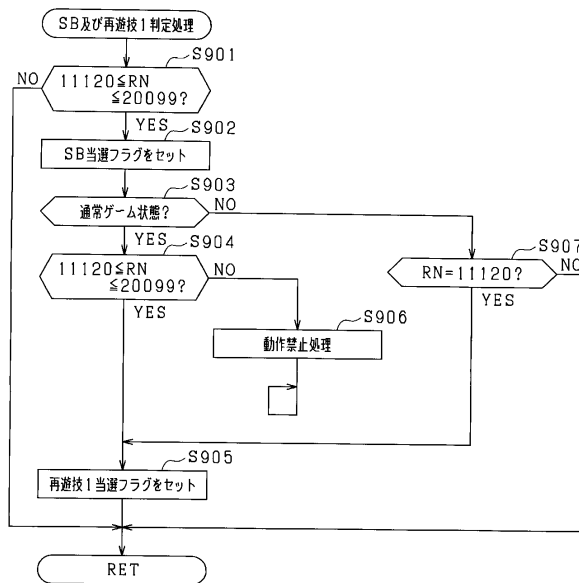 SB及び再遊技1判定処理
S901
NO
11120≦RN
≦20099?
YES
S902
SB当選フラグをセット
S903
通常ゲーム状態?
NO
YES
S904
11120≦RN
≦20099?
NO
YES
S907
RN=11120?
NO
YES
S906
動作禁止処理
S905
再遊技1当選フラグをセット
RET